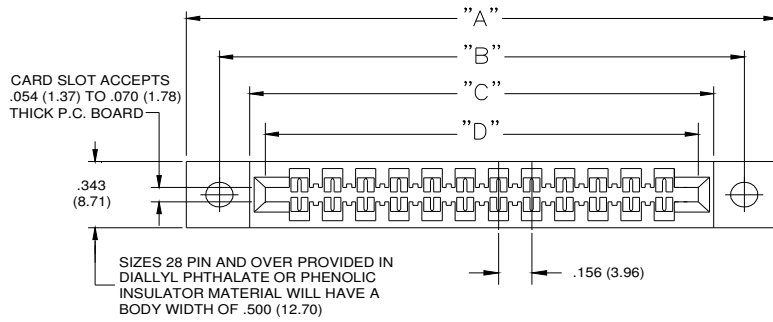 "A"
"B"
CARD SLOT ACCEPTS
.054 (1.37) TO .070 (1.78)
THICK P.C. BOARD
"C"
"D"
.343
(8.71)
SIZES 28 PIN AND OVER PROVIDED IN
DIALLYL PHTHALATE OR PHENOLIC
INSULATOR MATERIAL WILL HAVE A
BODY WIDTH OF .500 (12.70)
.156 (3.96)